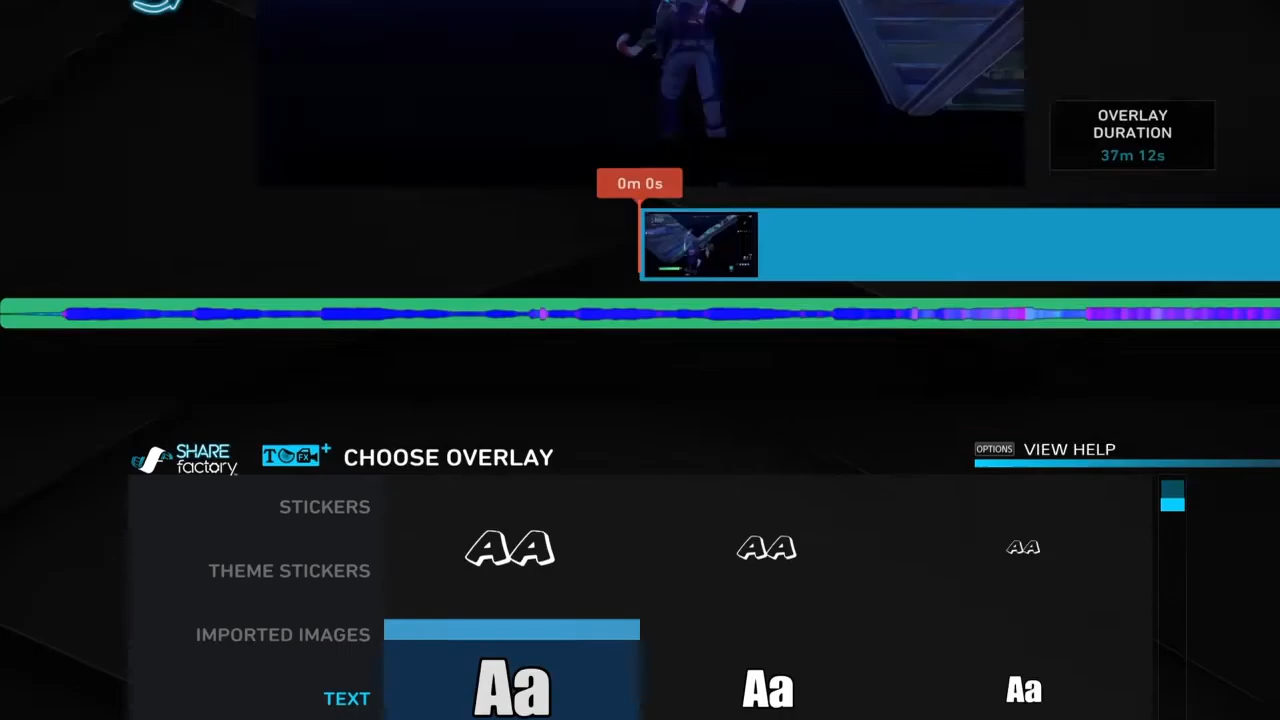 OVERLAY
DURATION
37m 12s
0m 0s
SHARE
factory
T FX + CHOOSE OVERLAY
OPTIONS VIEW HELP
STICKERS
AA AA AA
THEME STICKERS
IMPORTED IMAGES
TEXT
Aa Aa Aa